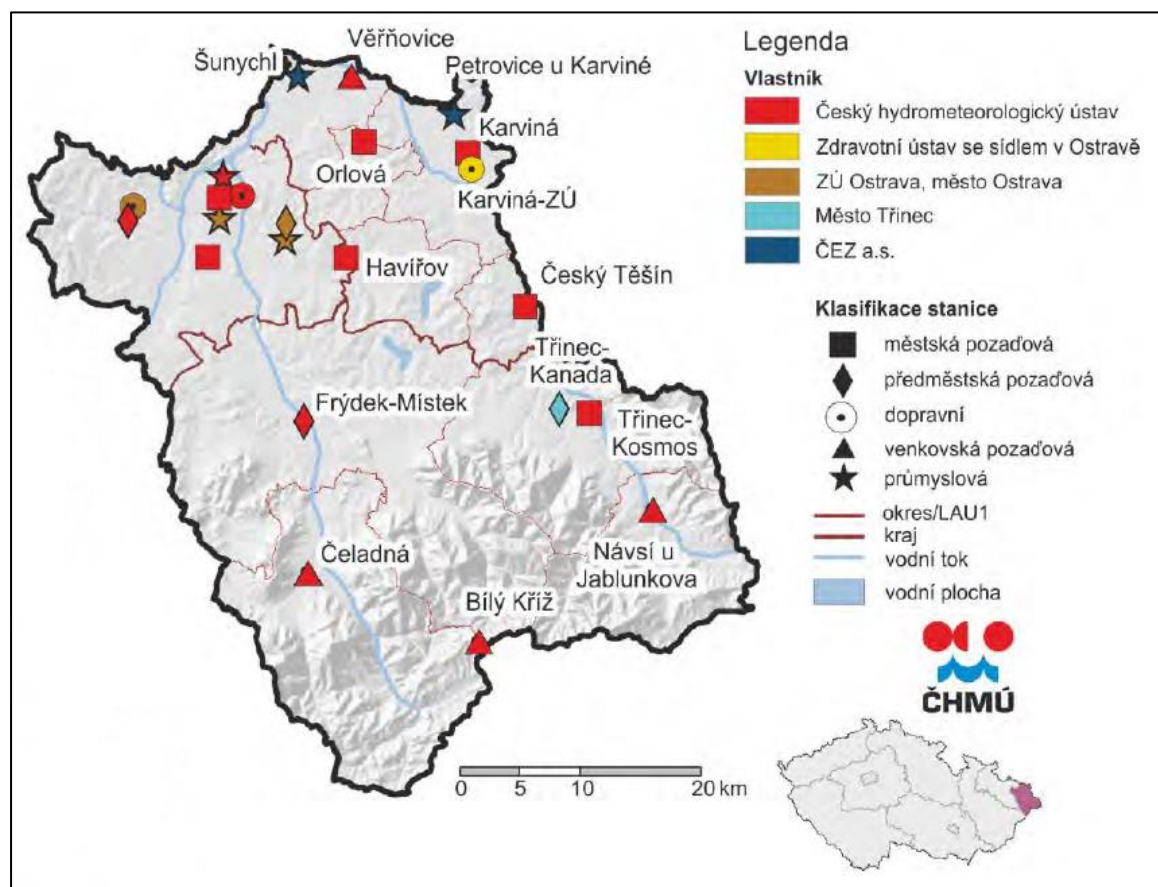 Šunychl
Věřňovice
Petrovice u Karviné
Karviná
Orlová
Karviná-ZÚ
Havířov
Český Těšín
Třinec-
Kanada
Frýdek-Místek
Třinec-
Kosmos
Čeladná
Návsí u
Jablunkova
Bílý Kříž
0 5 10 20 km
Legenda
Vlastník
Český hydrometeorologický ústav
Zdravotní ústav se sídlem v Ostravě
ZÚ Ostrava, město Ostrava
Město Třinec
ČEZ a.s.
Klasifikace stanice
městská pozaďová
předměstská pozaďová
dopravní
venkovská pozaďová
průmyslová
okres/LAU1
kraj
vodní tok
vodní plocha
ČHMÚ